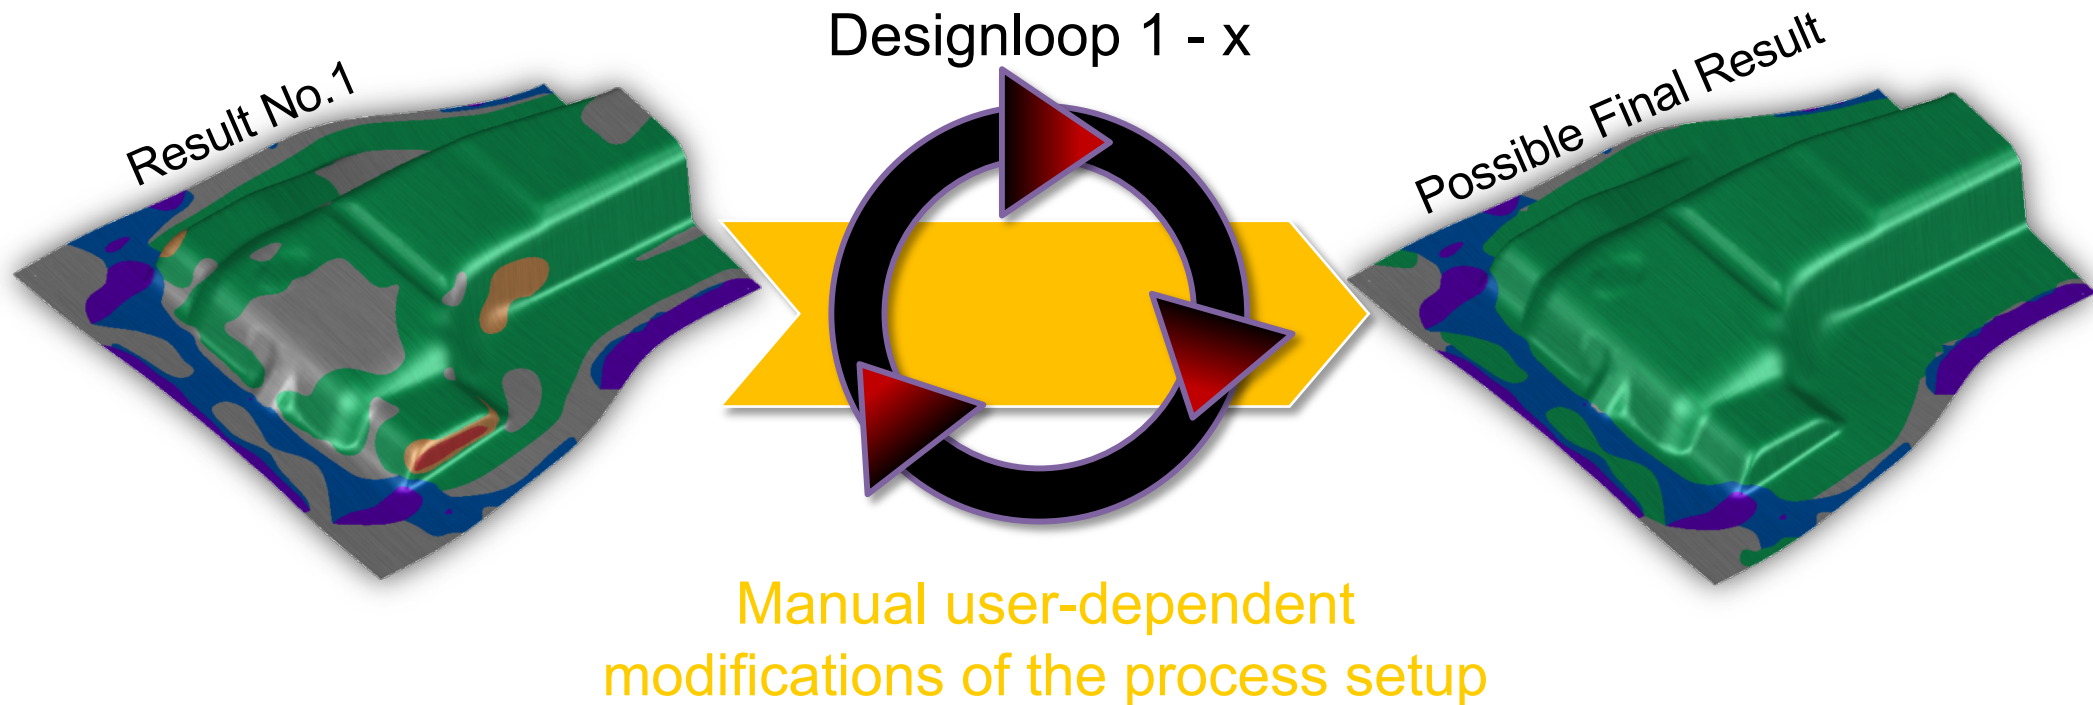 Designloop 1 - x
Result No.1
Possible Final Result
Manual user-dependent
modifications of the process setup